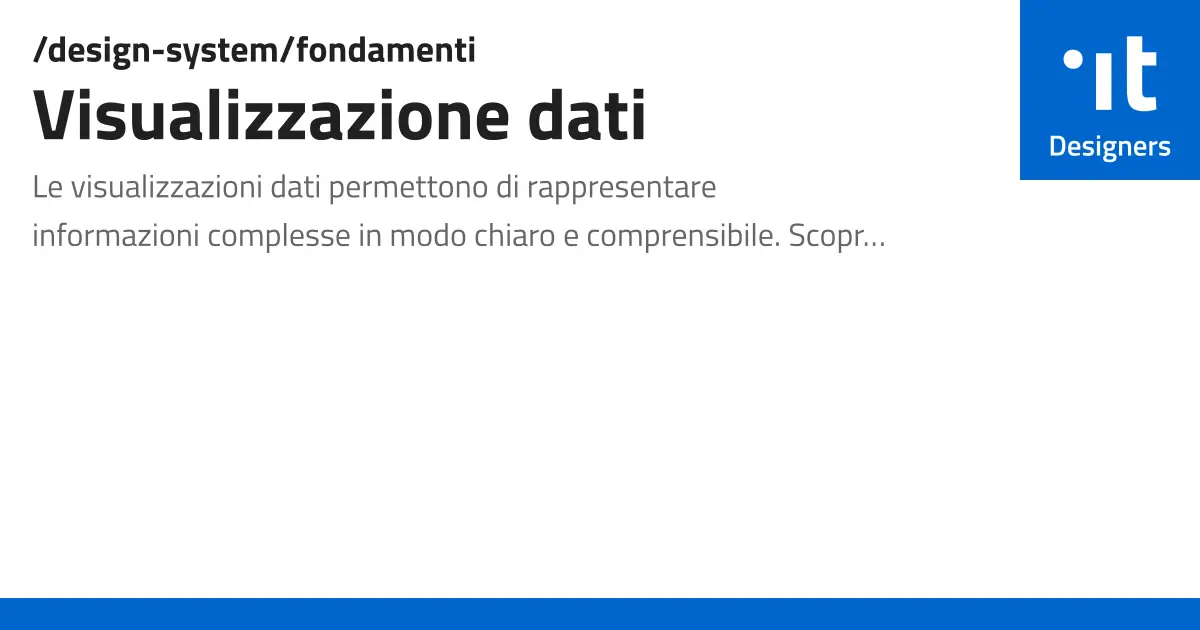 /design-system/fondamenti
Visualizzazione dati
Le visualizzazioni dati permettono di rappresentare
informazioni complesse in modo chiaro e comprensibile. Scopr...
it
Designers